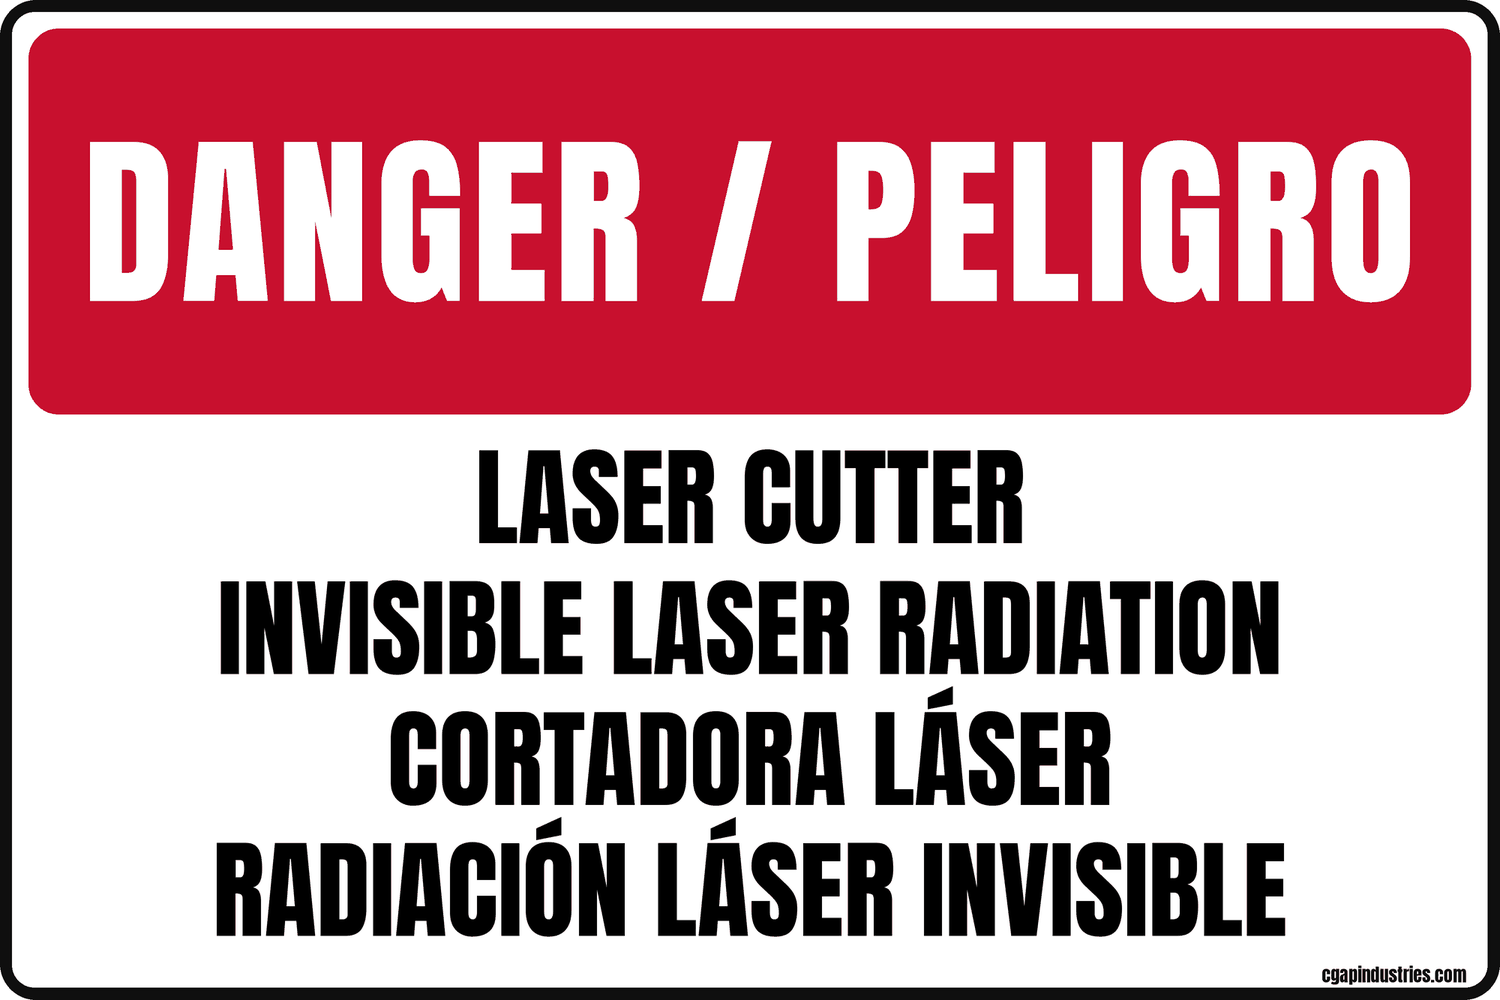 DANGER / PELIGRO
LASER CUTTER
INVISIBLE LASER RADIATION
CORTADORA LÁSER
RADIACIÓN LÁSER INVISIBLE
cgapindustries.com